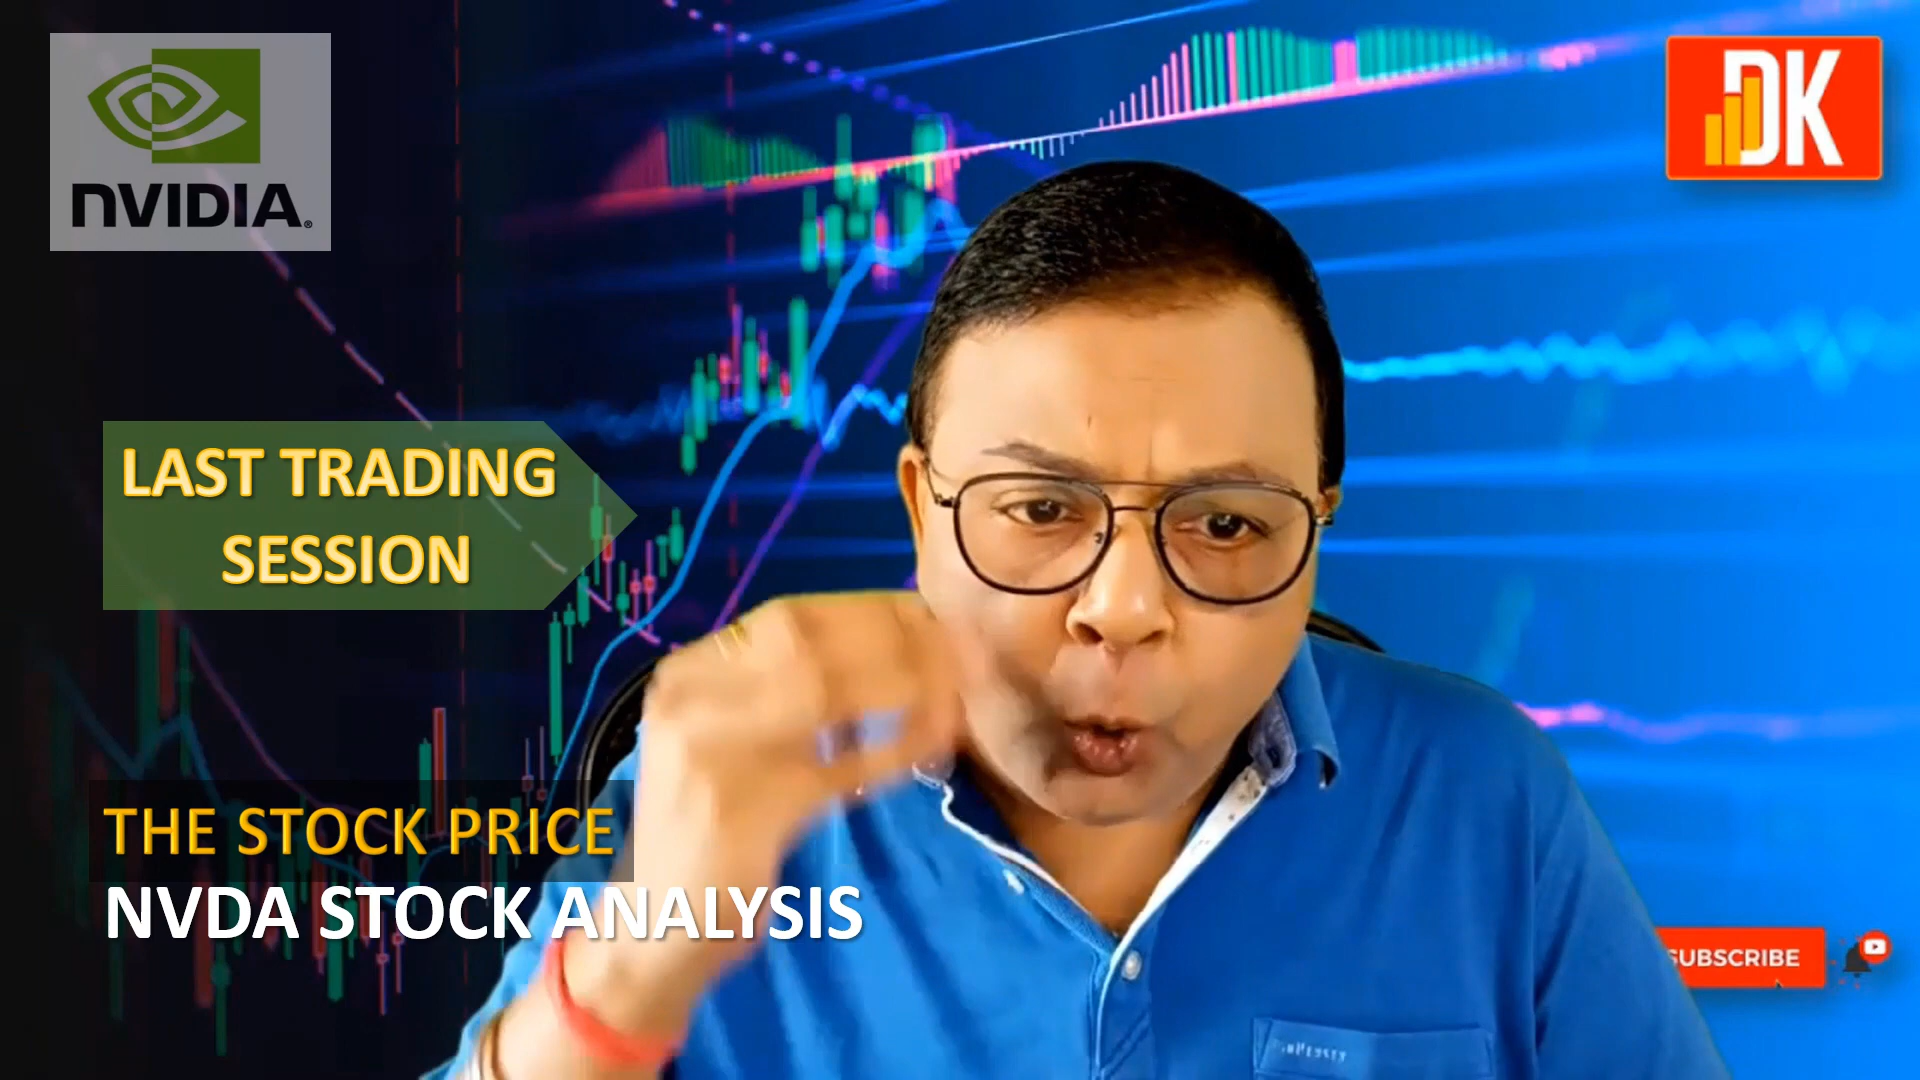 NVIDIA®
DK
LAST TRADING
SESSION
THE STOCK PRICE
NVDA STOCK ANALYSIS
SUBSCRIBE